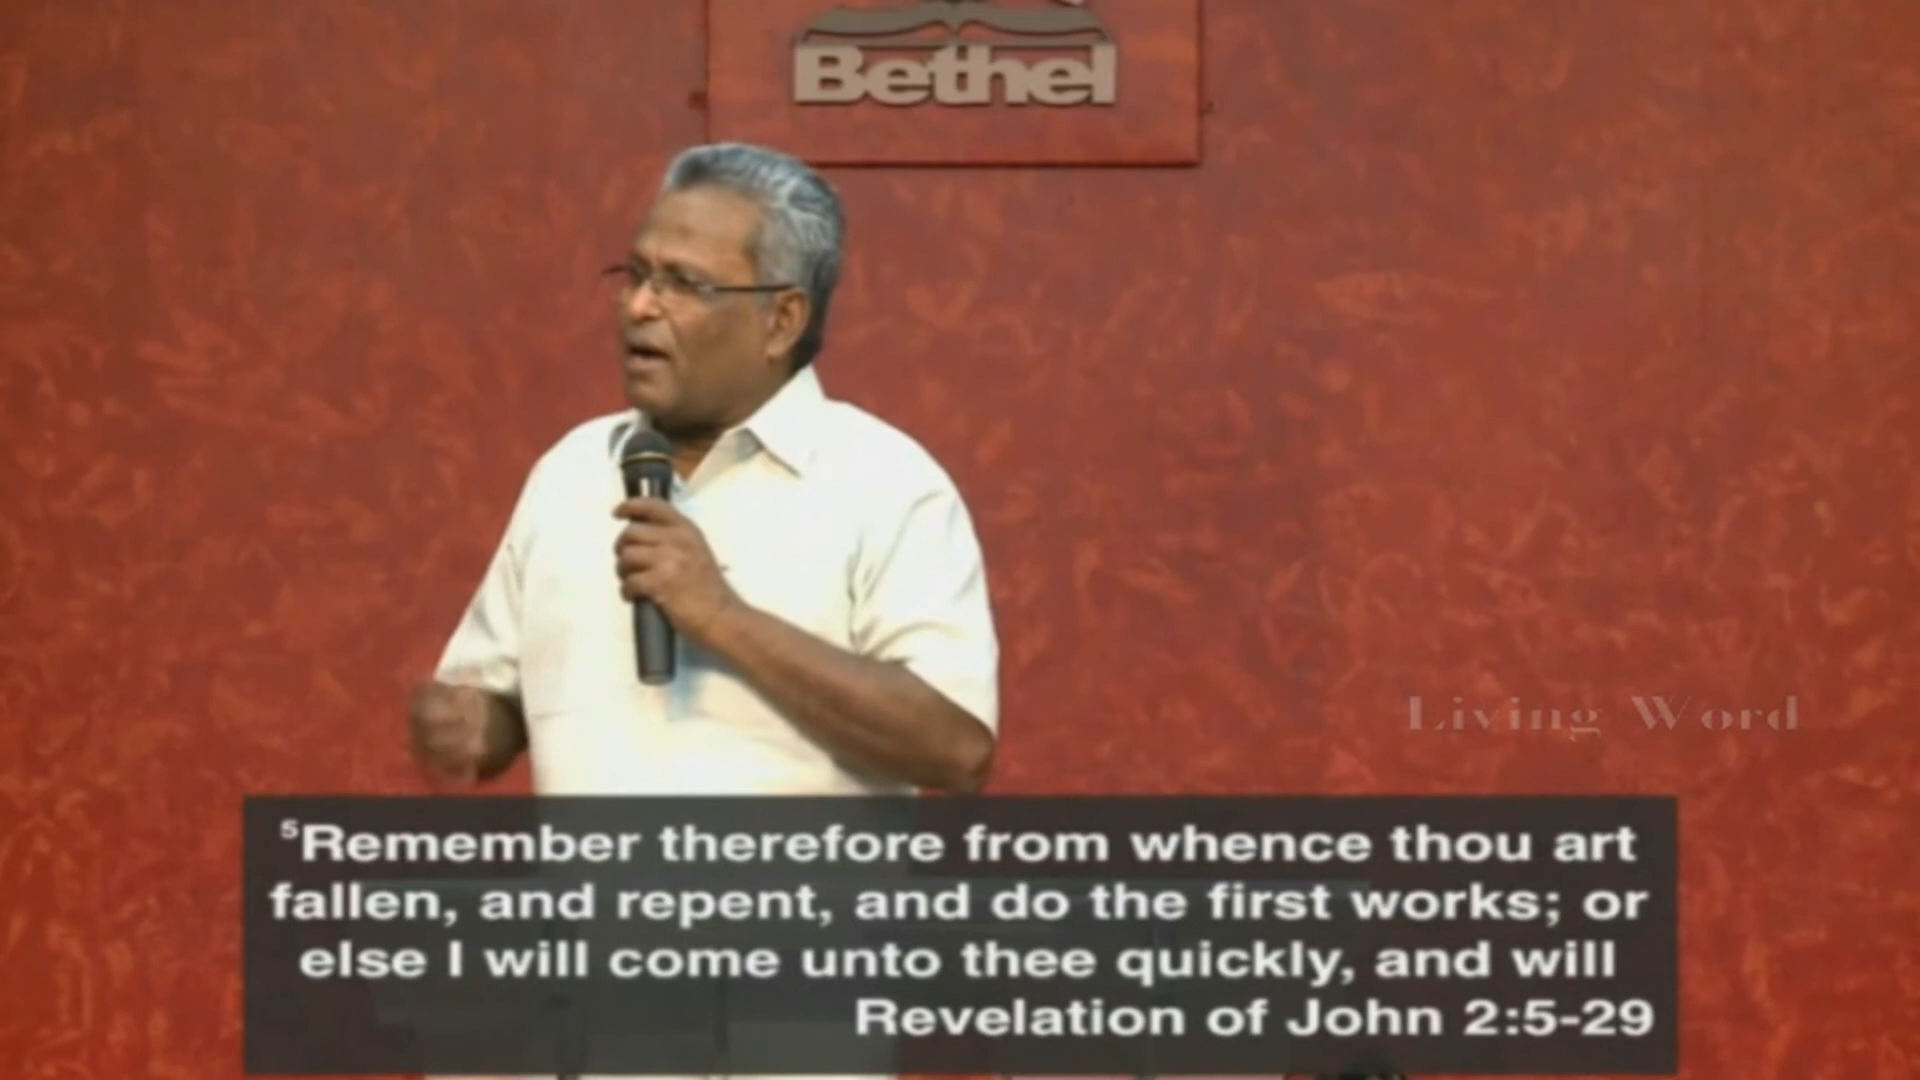 Bethel
Living Word
⁵Remember therefore from whence thou art
fallen, and repent, and do the first works; or
else I will come unto thee quickly, and will
Revelation of John 2:5-29